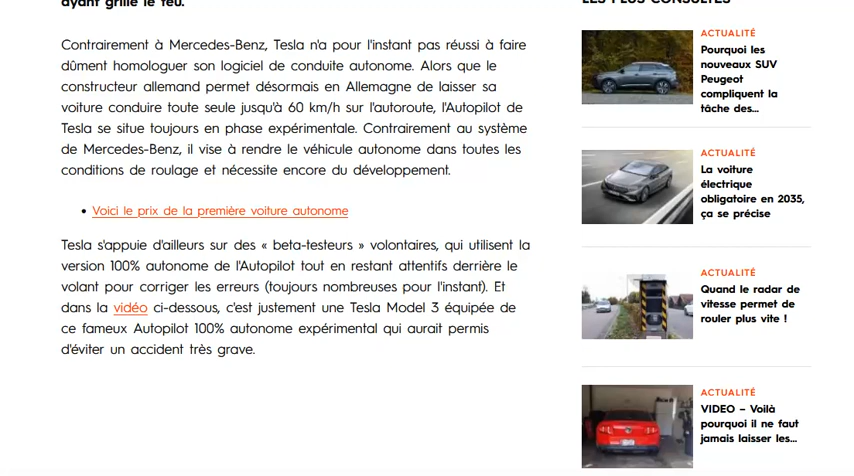 ayant grillé le feu.
Contrairement à Mercedes-Benz, Tesla n'a pour l'instant pas réussi à faire
dûment homologuer son logiciel de conduite autonome. Alors que le
constructeur allemand permet désormais en Allemagne de laisser sa
voiture conduire toute seule jusqu'à 60 km/h sur l'autoroute, l'Autopilot de
Tesla se situe toujours en phase expérimentale. Contrairement au système
de Mercedes-Benz, il vise à rendre le véhicule autonome dans toutes les
conditions de roulage et nécessite encore du développement.
• Voici le prix de la première voiture autonome
Tesla s'appuie d'ailleurs sur des « beta-testeurs » volontaires, qui utilisent la
version 100% autonome de l'Autopilot tout en restant attentifs derrière le
volant pour corriger les erreurs (toujours nombreuses pour l'instant). Et
dans la vidéo ci-dessous, c'est justement une Tesla Model 3 équipée de
ce fameux Autopilot 100% autonome expérimental qui aurait permis
d'éviter un accident très grave.
LES PLUS CONSULTÉS
ACTUALITÉ
Pourquoi les
nouveaux SUV
Peugeot
compliquent la
tâche des...
ACTUALITÉ
La voiture
électrique
obligatoire en 2035,
ça se précise
ACTUALITÉ
Quand le radar de
vitesse permet de
rouler plus vite !
ACTUALITÉ
VIDEO – Voilà
pourquoi il ne faut
jamais laisser les...